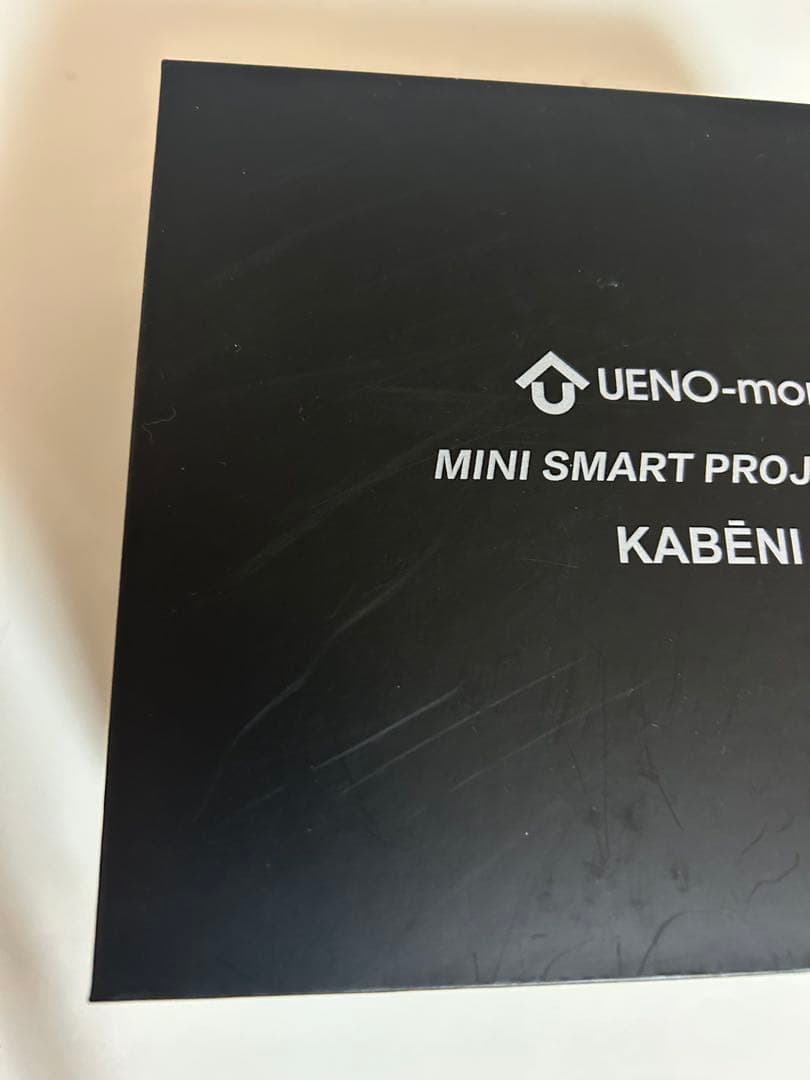 UENO-mo
MINI SMART PROJ
KABĒNI